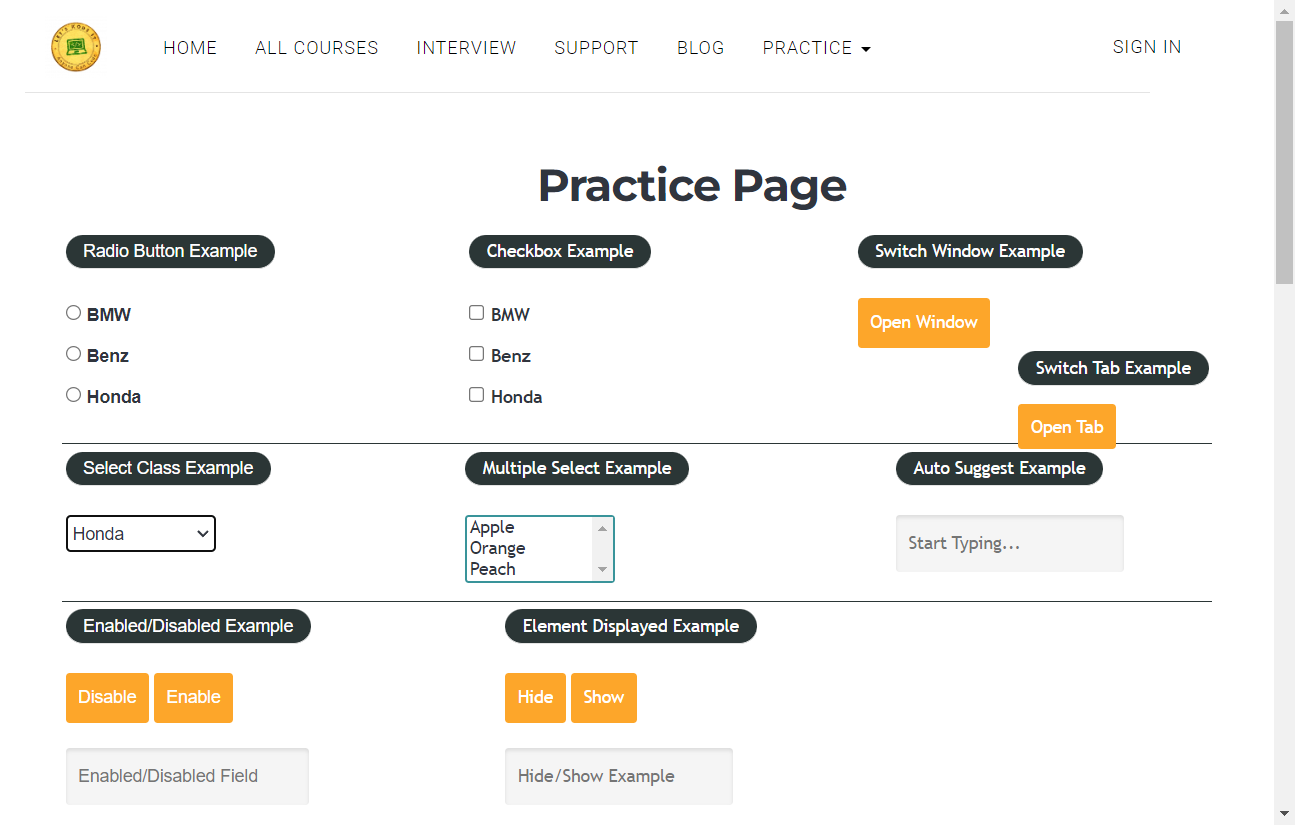 HOME ALL COURSES INTERVIEW SUPPORT BLOG PRACTICE SIGN IN
Practice Page
Radio Button Example
BMW
Benz
Honda
Checkbox Example
BMW
Benz
Honda
Switch Window Example
Open Window
Switch Tab Example
Open Tab
Select Class Example
Honda
Multiple Select Example
Apple
Orange
Peach
Auto Suggest Example
Start Typing...
Enabled/Disabled Example
Disable Enable
Enabled/Disabled Field
Element Displayed Example
Hide Show
Hide/Show Example